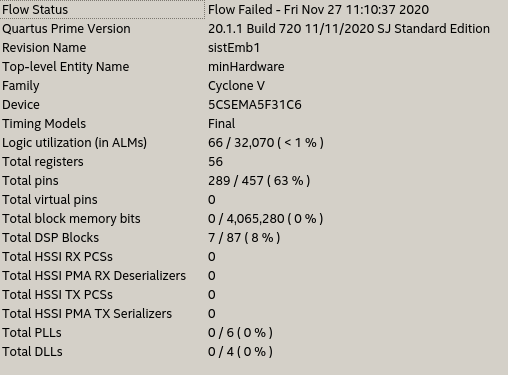 Flow Status Flow Failed - Fri Nov 27 11:10:37 2020
Quartus Prime Version 20.1.1 Build 720 11/11/2020 SJ Standard Edition
Revision Name sistEmb1
Top-level Entity Name minHardware
Family Cyclone V
Device 5CSEMA5F31C6
Timing Models Final
Logic utilization (in ALMs) 66 / 32,070 ( < 1 % )
Total registers 56
Total pins 289 / 457 ( 63 % )
Total virtual pins 0
Total block memory bits 0 / 4,065,280 ( 0 % )
Total DSP Blocks 7 / 87 ( 8 % )
Total HSSI RX PCSs 0
Total HSSI PMA RX Deserializers 0
Total HSSI TX PCSs 0
Total HSSI PMA TX Serializers 0
Total PLLs 0 / 6 ( 0 % )
Total DLLs 0 / 4 ( 0 % )